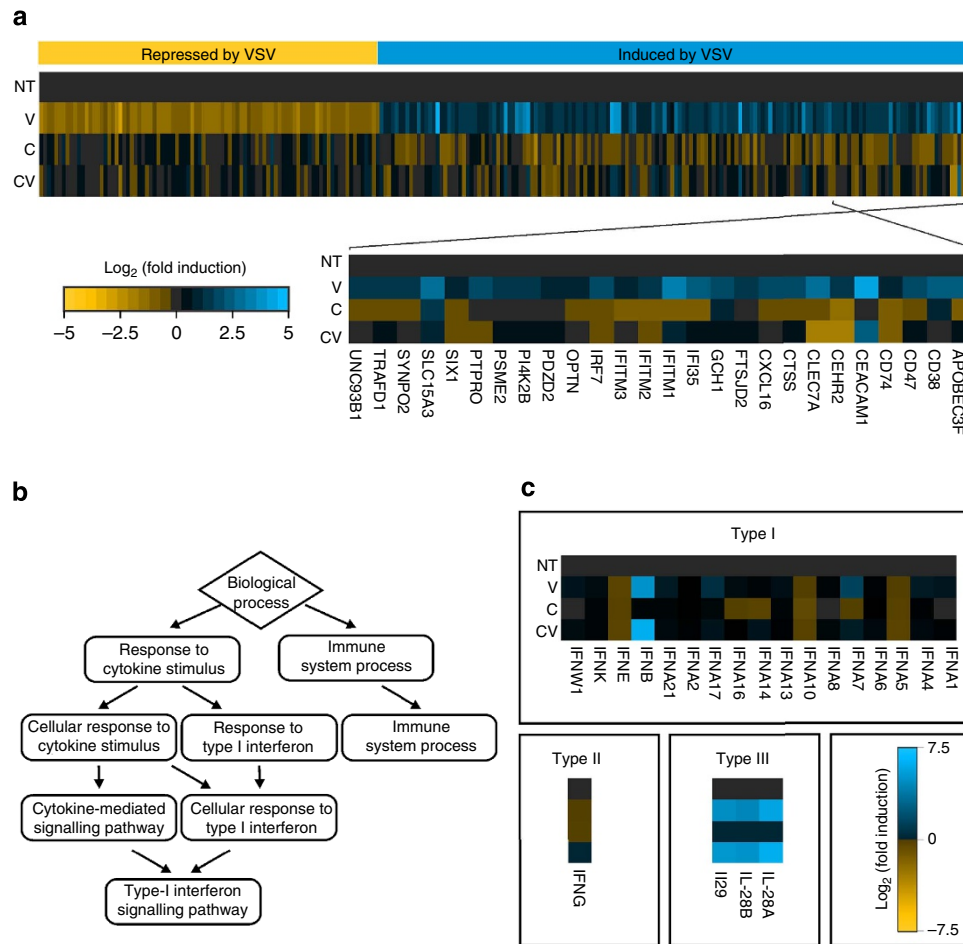 a
Repressed by VSV
Induced by VSV
NT
V
C
CV
Log2 (fold induction)
−5
−2.5
0
2.5
5
NT
V
C
CV
UNC93B1
TRAFD1
SYNPO2
SLC15A3
SIX1
PTPRO
PSME2
PI4K2B
PDZD2
OPTN
IRF7
IFITM3
IFITM2
IFITM1
IFI35
GCH1
FTSJD2
CXCL16
CTSS
CLEC7A
CEHR2
CEACAM1
CD74
CD47
CD38
APOBEC3F
b
Biological
process
Response to
cytokine stimulus
Immune
system process
Cellular response to
cytokine stimulus
Response to
type I interferon
Immune
system process
Cytokine-mediated
signalling pathway
Cellular response to
type I interferon
Type-I interferon
signalling pathway
c
Type I
NT
V
C
CV
IFNW1
IFNK
IFNE
IFNB
IFNA21
IFNA2
IFNA17
IFNA16
IFNA14
IFNA13
IFNA10
IFNA8
IFNA7
IFNA6
IFNA5
IFNA4
IFNA1
Type II
IFNG
Type III
Il29
IL-28B
IL-28A
Log2 (fold induction)
7.5
0
−7.5